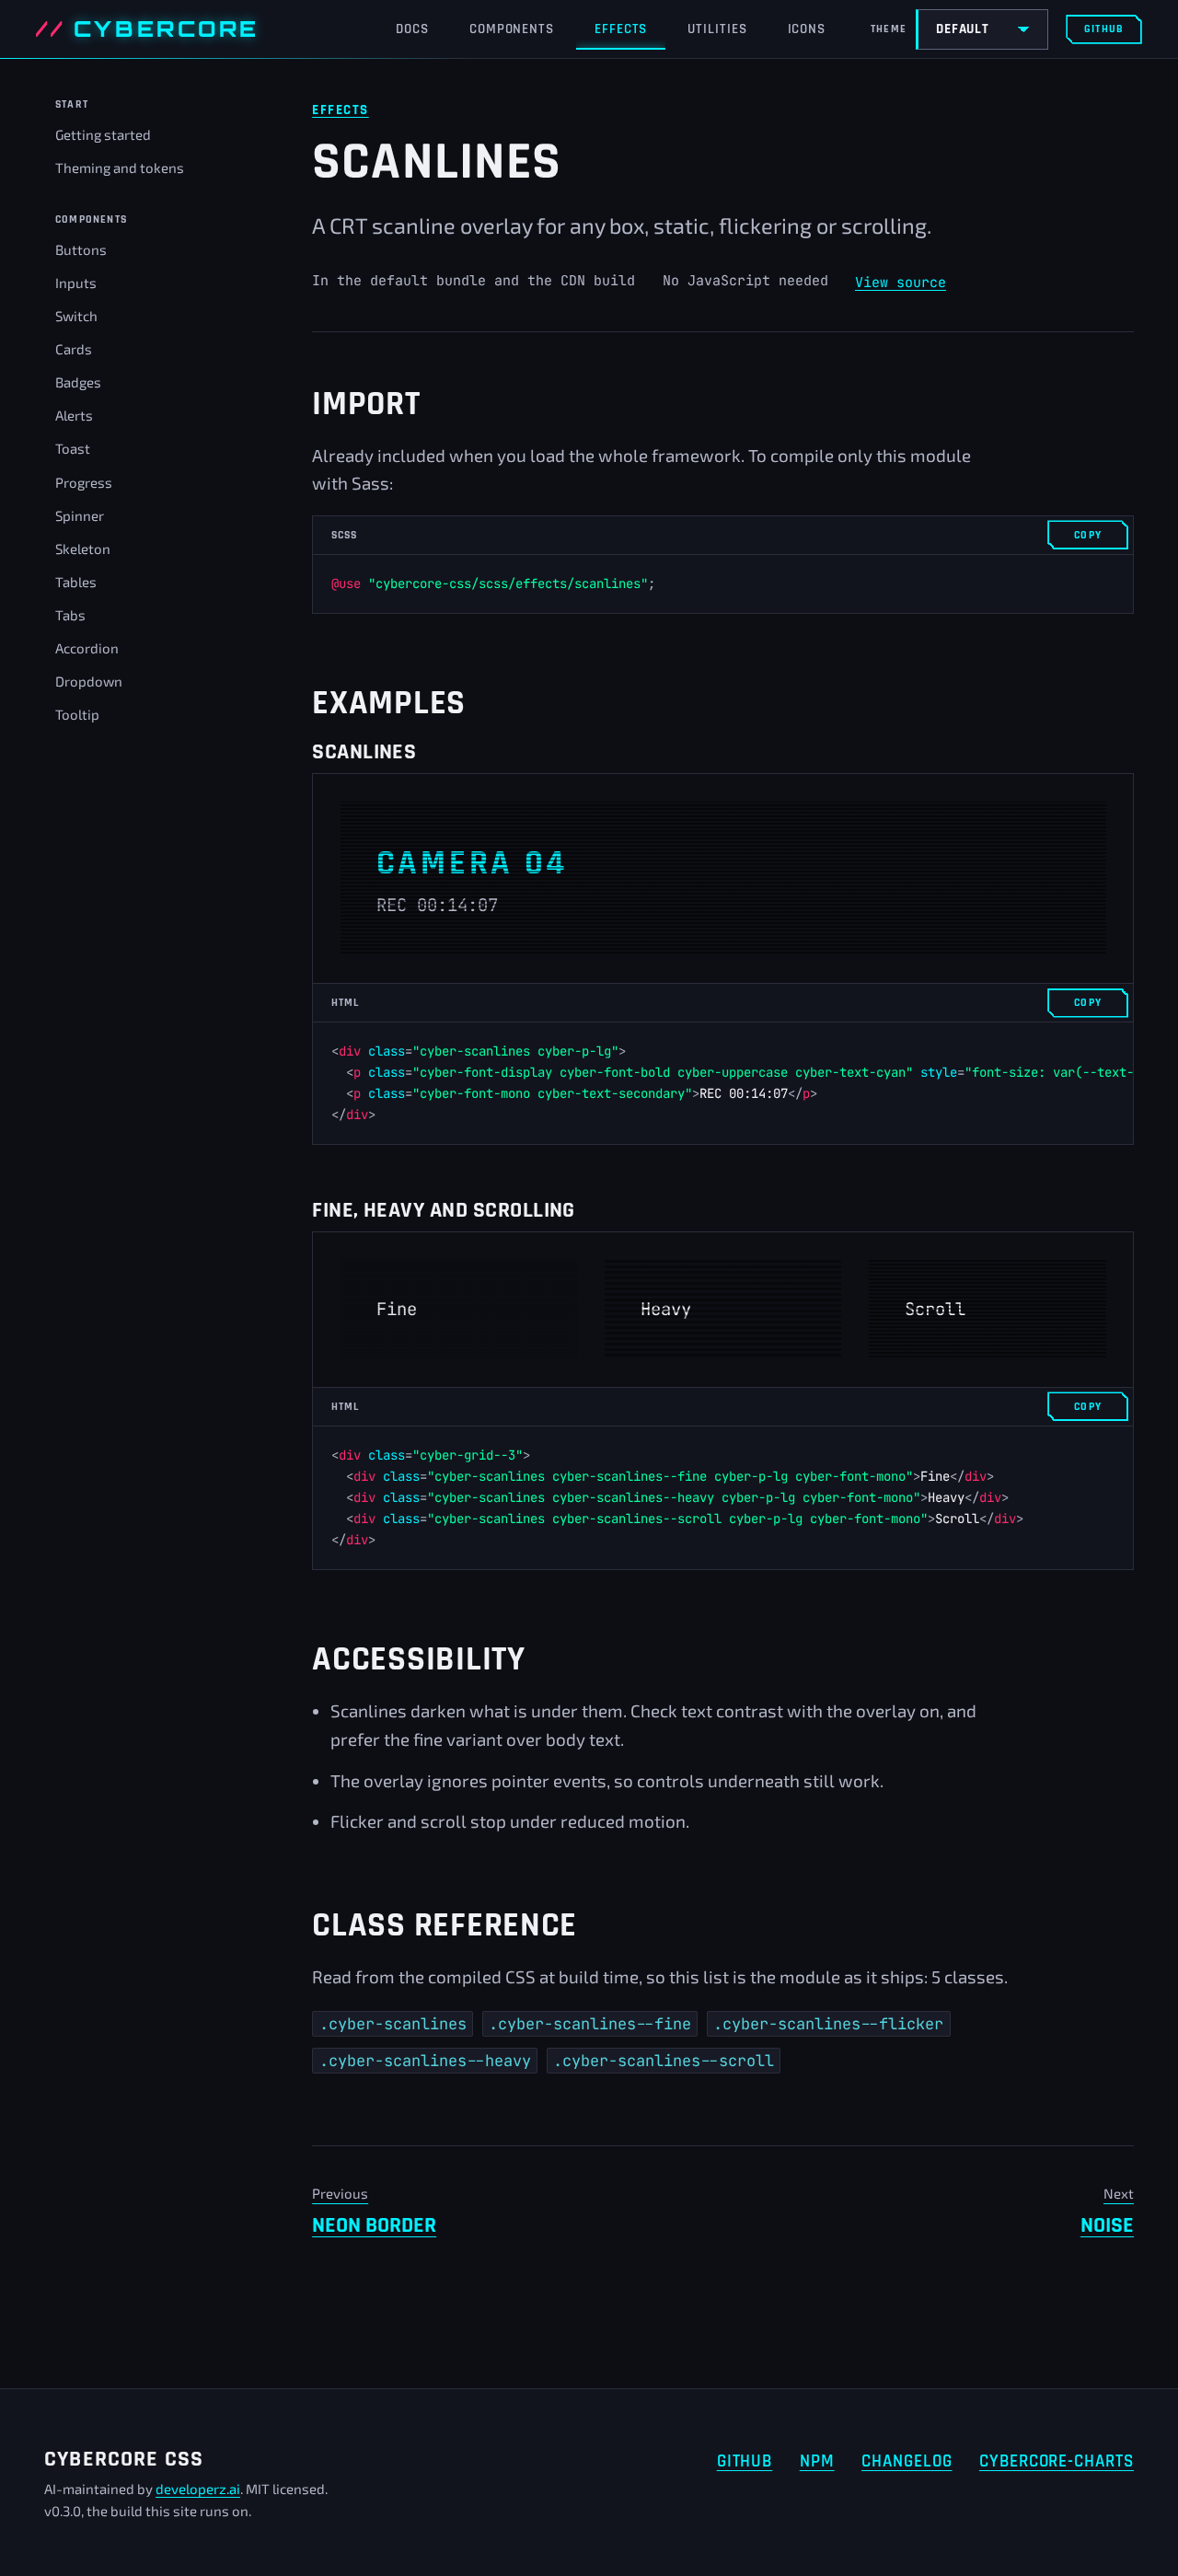 // CYBERCORE
DOCS COMPONENTS EFFECTS UTILITIES ICONS THEME DEFAULT GITHUB
START
Getting started
Theming and tokens
COMPONENTS
Buttons
Inputs
Switch
Cards
Badges
Alerts
Toast
Progress
Spinner
Skeleton
Tables
Tabs
Accordion
Dropdown
Tooltip
EFFECTS
SCANLINES
A CRT scanline overlay for any box, static, flickering or scrolling.
In the default bundle and the CDN build No JavaScript needed View source
IMPORT
Already included when you load the whole framework. To compile only this module
with Sass:
SCSS COPY
@use "cybercore-css/scss/effects/scanlines";
EXAMPLES
SCANLINES
CAMERA 04
REC 00:14:07
HTML COPY
<div class="cyber-scanlines cyber-p-lg">
<p class="cyber-font-display cyber-font-bold cyber-uppercase cyber-text-cyan" style="font-size: var(--text-
<p class="cyber-font-mono cyber-text-secondary">REC 00:14:07</p>
</div>
FINE, HEAVY AND SCROLLING
Fine Heavy Scroll
HTML COPY
<div class="cyber-grid--3">
<div class="cyber-scanlines cyber-scanlines--fine cyber-p-lg cyber-font-mono">Fine</div>
<div class="cyber-scanlines cyber-scanlines--heavy cyber-p-lg cyber-font-mono">Heavy</div>
<div class="cyber-scanlines cyber-scanlines--scroll cyber-p-lg cyber-font-mono">Scroll</div>
</div>
ACCESSIBILITY
• Scanlines darken what is under them. Check text contrast with the overlay on, and
prefer the fine variant over body text.
• The overlay ignores pointer events, so controls underneath still work.
• Flicker and scroll stop under reduced motion.
CLASS REFERENCE
Read from the compiled CSS at build time, so this list is the module as it ships: 5 classes.
.cyber-scanlines .cyber-scanlines--fine .cyber-scanlines--flicker
.cyber-scanlines--heavy .cyber-scanlines--scroll
Previous Next
NEON BORDER NOISE
CYBERCORE CSS
GITHUB NPM CHANGELOG CYBERCORE-CHARTS
AI-maintained by developerz.ai. MIT licensed.
v0.3.0, the build this site runs on.